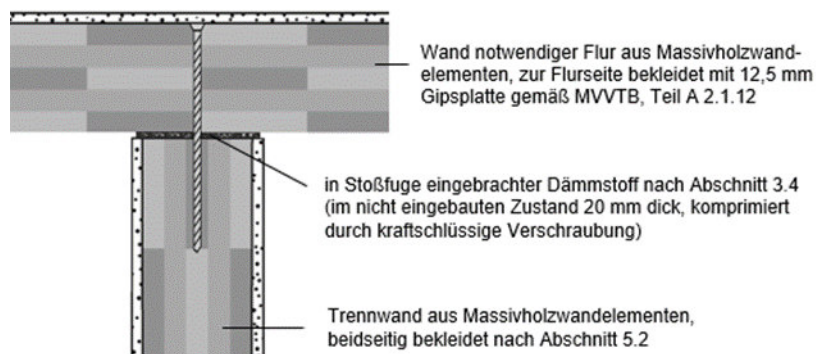 Wand notwendiger Flur aus Massivholzwand-
elementen, zur Flurseite bekleidet mit 12,5 mm
Gipsplatte gemäß MVVTB, Teil A 2.1.12
in Stoßfuge eingebrachter Dämmstoff nach Abschnitt 3.4
(im nicht eingebauten Zustand 20 mm dick, komprimiert
durch kraftschlüssige Verschraubung)
Trennwand aus Massivholzwandelementen,
beidseitig bekleidet nach Abschnitt 5.2